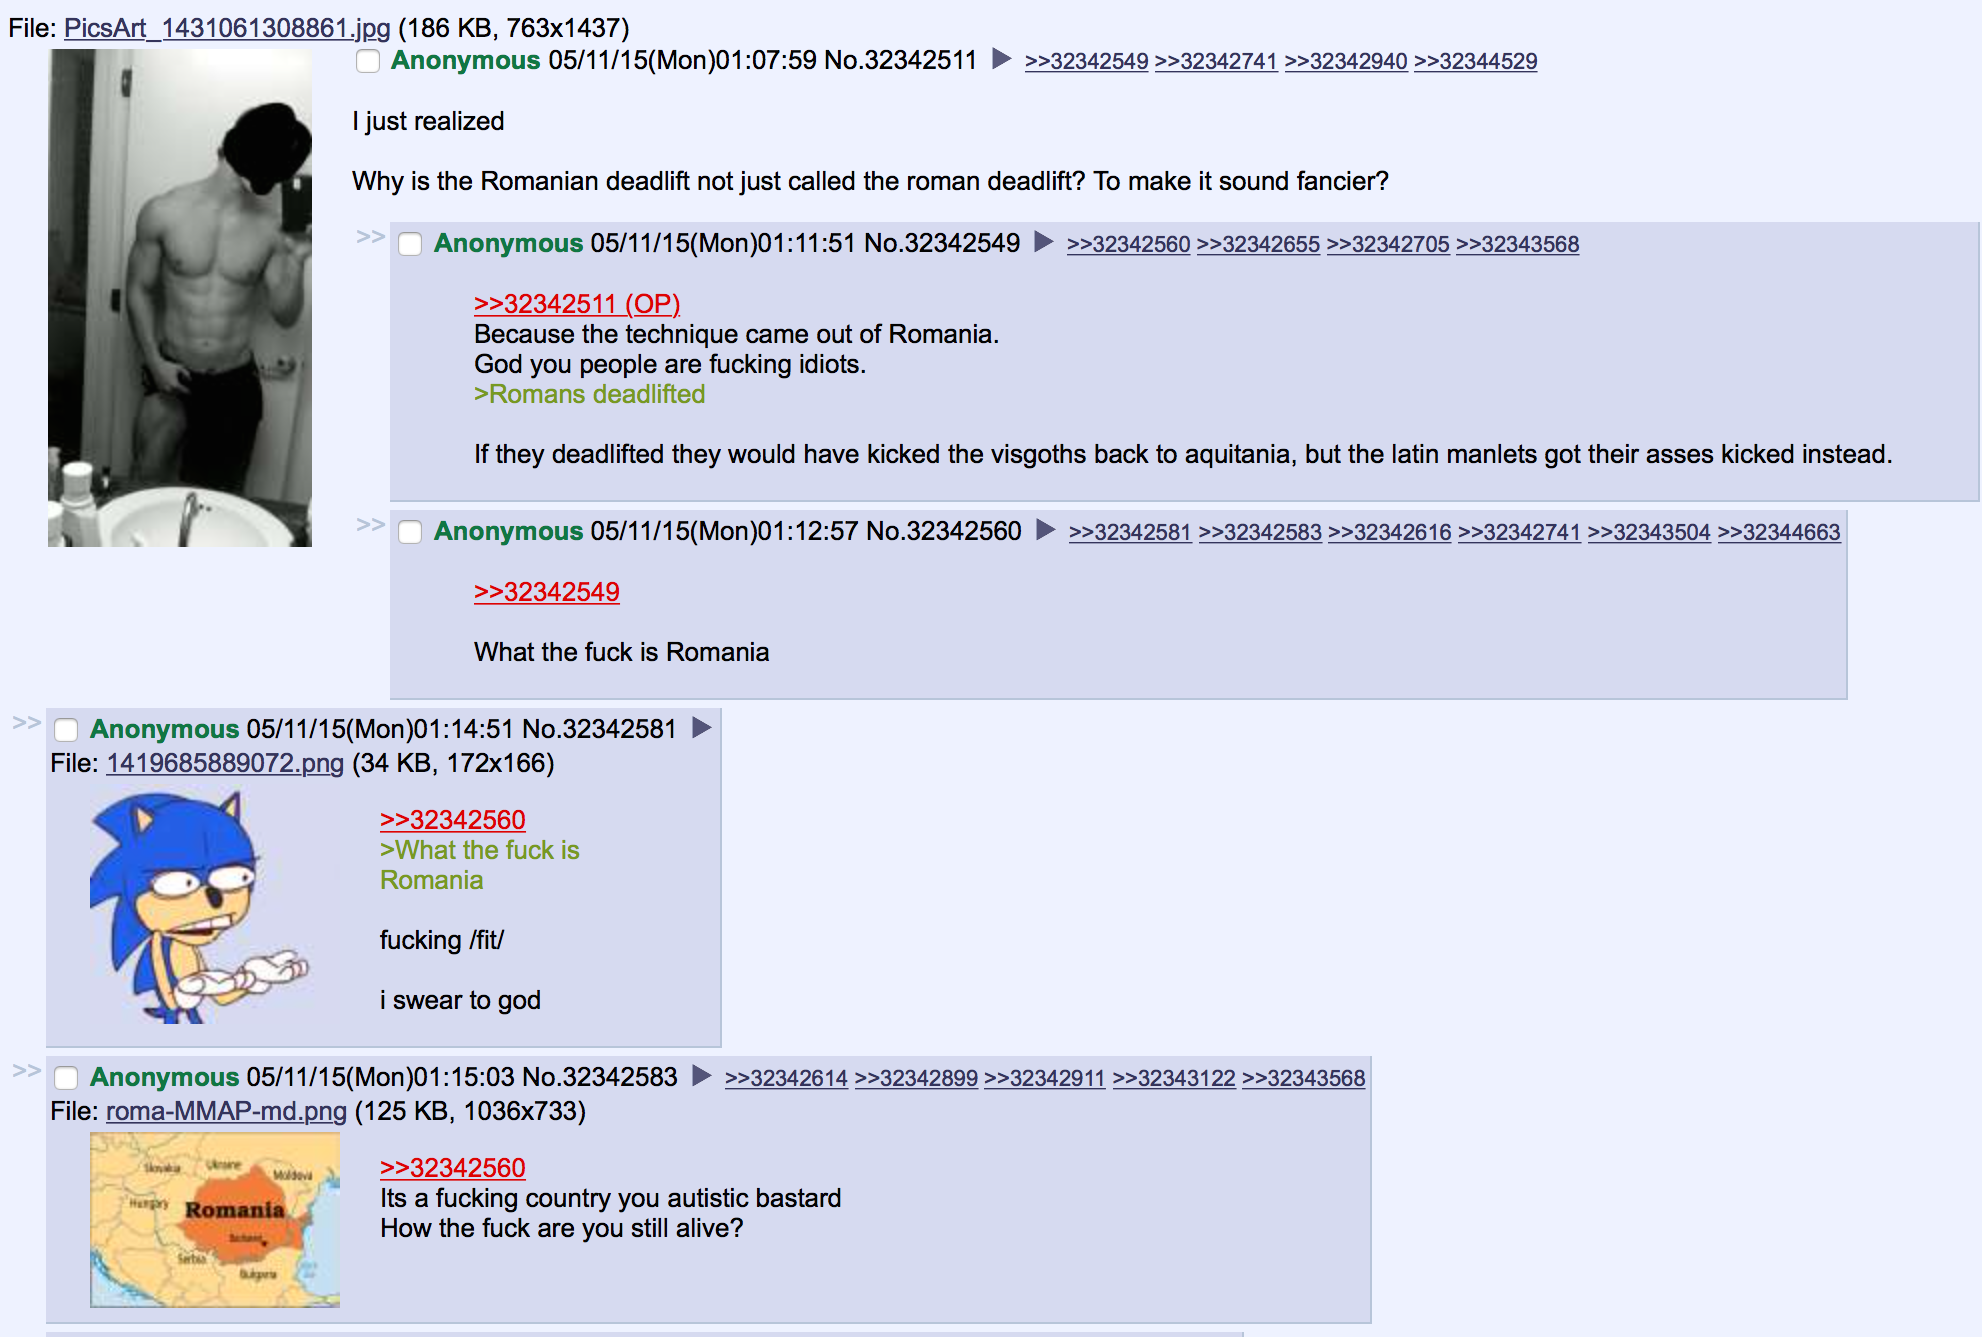 File: PicsArt_1431061308861.jpg (186 KB, 763x1437)
Anonymous 05/11/15(Mon)01:07:59 No.32342511 ▶ >>32342549 >>32342741 >>32342940 >>32344529
I just realized
Why is the Romanian deadlift not just called the roman deadlift? To make it sound fancier?
>> Anonymous 05/11/15(Mon)01:11:51 No.32342549 ▶ >>32342560 >>32342655 >>32342705 >>32343568
>>32342511 (OP)
Because the technique came out of Romania.
God you people are fucking idiots.
>Romans deadlifted
If they deadlifted they would have kicked the visgoths back to aquitania, but the latin manlets got their asses kicked instead.
>> Anonymous 05/11/15(Mon)01:12:57 No.32342560 ▶ >>32342581 >>32342583 >>32342616 >>32342741 >>32343504 >>32344663
>>32342549
What the fuck is Romania
>> Anonymous 05/11/15(Mon)01:14:51 No.32342581 ▶
File: 1419685889072.png (34 KB, 172x166)
>>32342560
>What the fuck is
Romania
fucking /fit/
i swear to god
>> Anonymous 05/11/15(Mon)01:15:03 No.32342583 ▶ >>32342614 >>32342899 >>32342911 >>32343122 >>32343568
File: roma-MMAP-md.png (125 KB, 1036x733)
>>32342560
Its a fucking country you autistic bastard
How the fuck are you still alive?
Slovakia
Ukraine
Moldova
Hungary
Romania
Serbia
Bulgaria